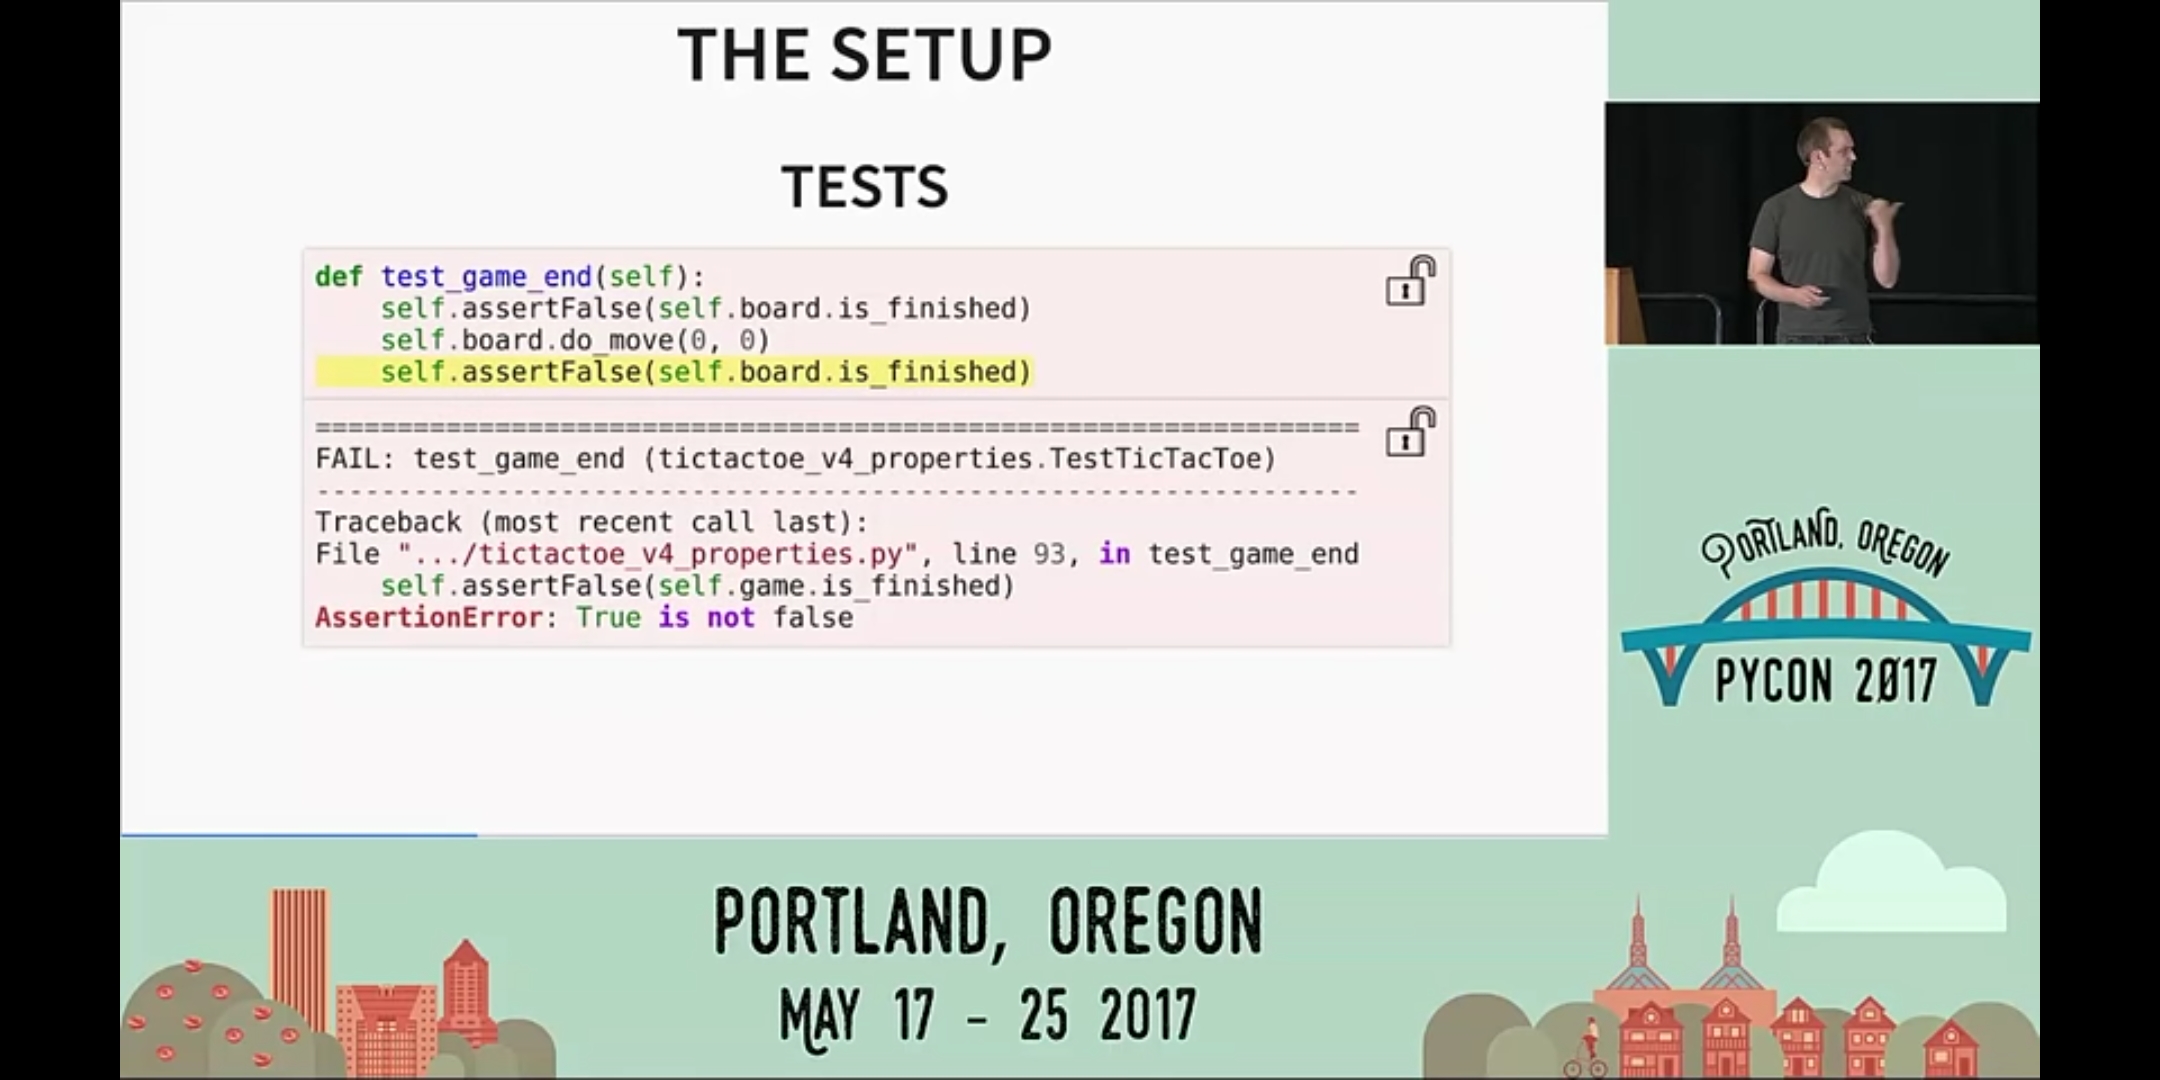 THE SETUP
TESTS
def test_game_end(self):
    self.assertFalse(self.board.is_finished)
    self.board.do_move(0, 0)
    self.assertFalse(self.board.is_finished)
================================================================
FAIL: test_game_end (tictactoe_v4_properties.TestTicTacToe)
----------------------------------------------------------------
Traceback (most recent call last):
File ".../tictactoe_v4_properties.py", line 93, in test_game_end
    self.assertFalse(self.game.is_finished)
AssertionError: True is not false
PORTLAND, OREGON
PYCON 2017
PORTLAND, OREGON
MAY 17 - 25 2017